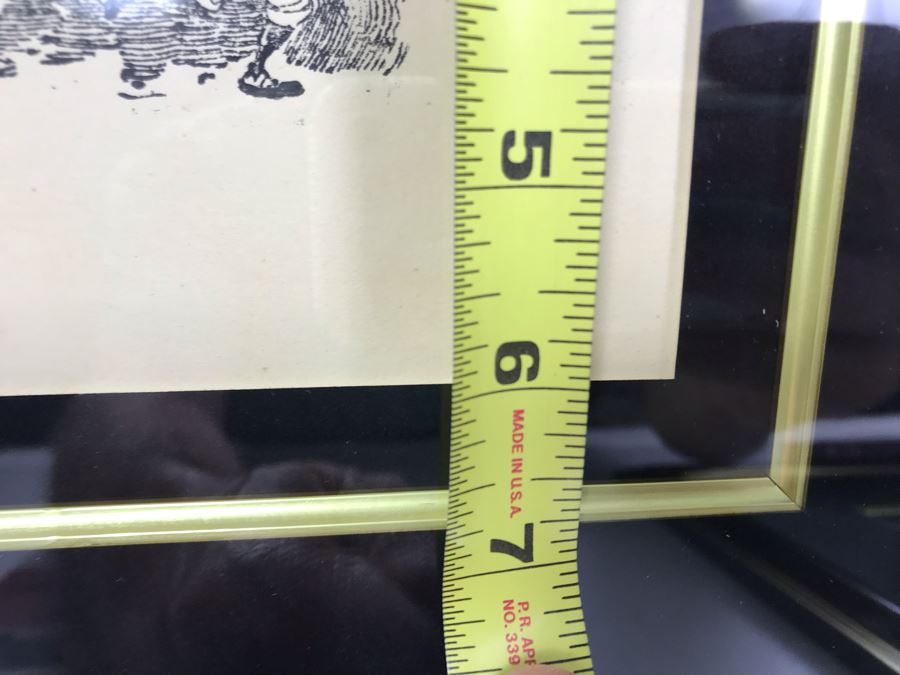 5
6
MADE IN U.S.A.
7
P.R. APP
NO. 339